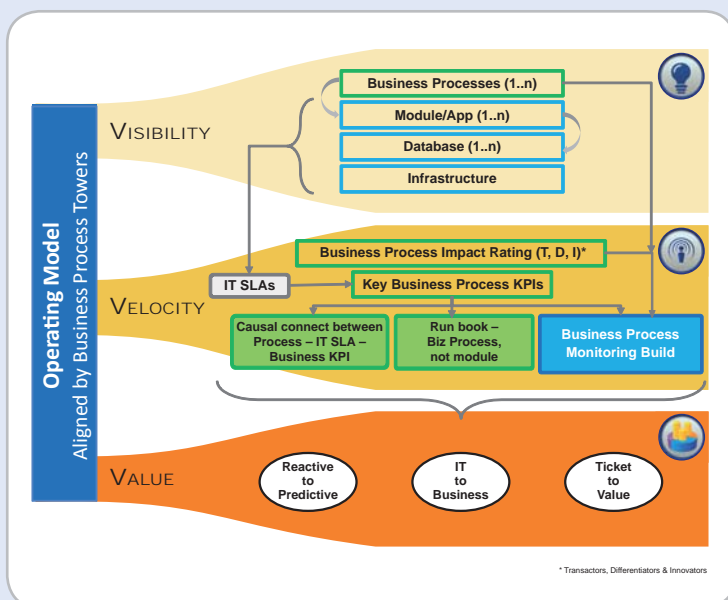 Operating Model
Aligned by Business Process Towers
VISIBILITY
Business Processes (1..n)
Module/App (1..n)
Database (1..n)
Infrastructure
VELOCITY
Business Process Impact Rating (T, D, I)*
IT SLAs
Key Business Process KPIs
Causal connect between
Process – IT SLA –
Business KPI
Run book –
Biz Process,
not module
Business Process
Monitoring Build
VALUE
Reactive
to
Predictive
IT
to
Business
Ticket
to
Value
* Transactors, Differentiators & Innovators